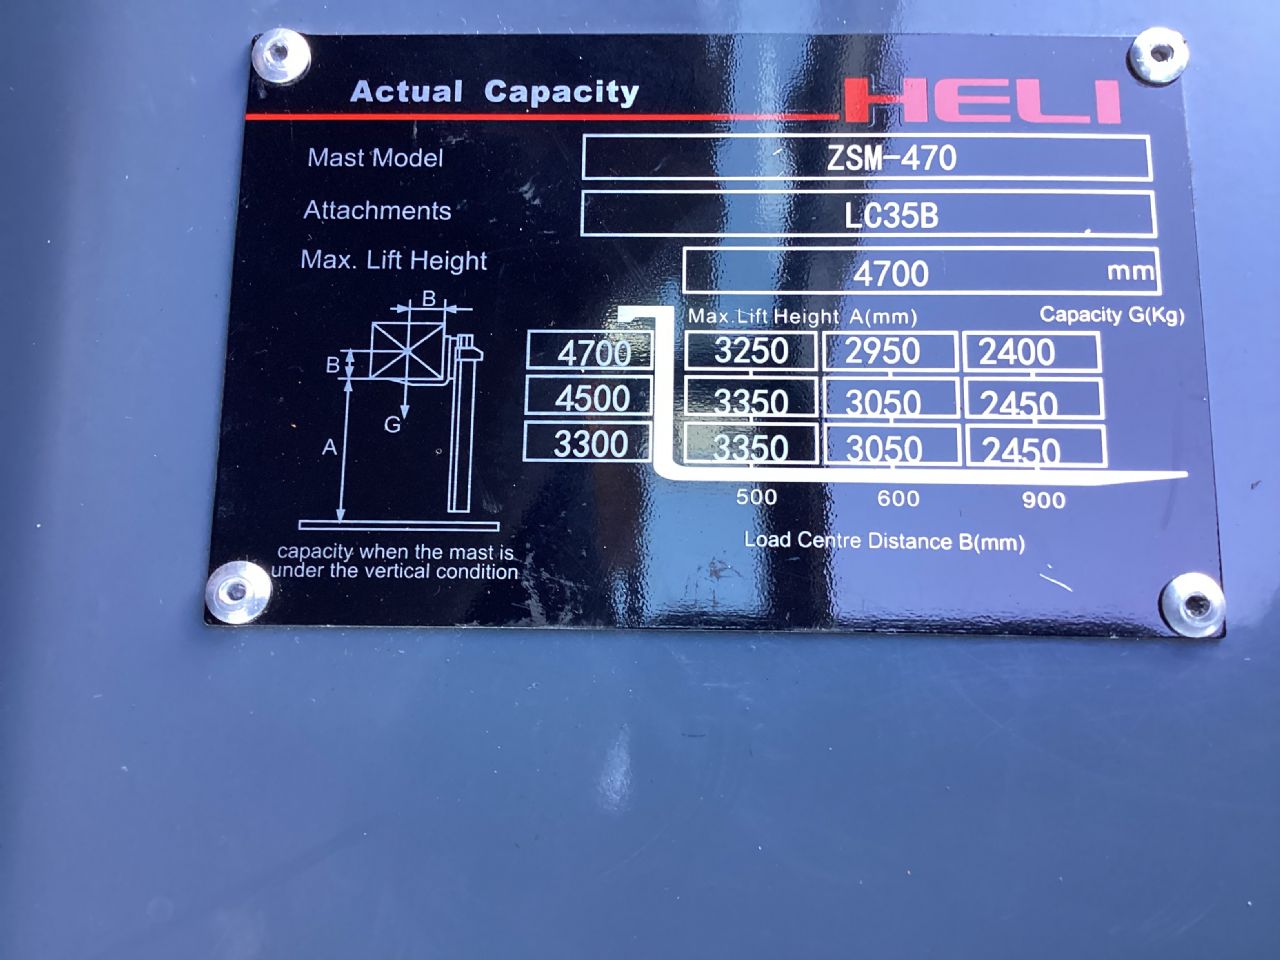 Actual Capacity HELI
Mast Model ZSM-470
Attachments LC35B
Max. Lift Height 4700 mm
Max.Lift Height A(mm) Capacity G(Kg)
4700 3250 2950 2400
4500 3350 3050 2450
3300 3350 3050 2450
500 600 900
Load Centre Distance B(mm)
B
B
G
A
capacity when the mast is
under the vertical condition